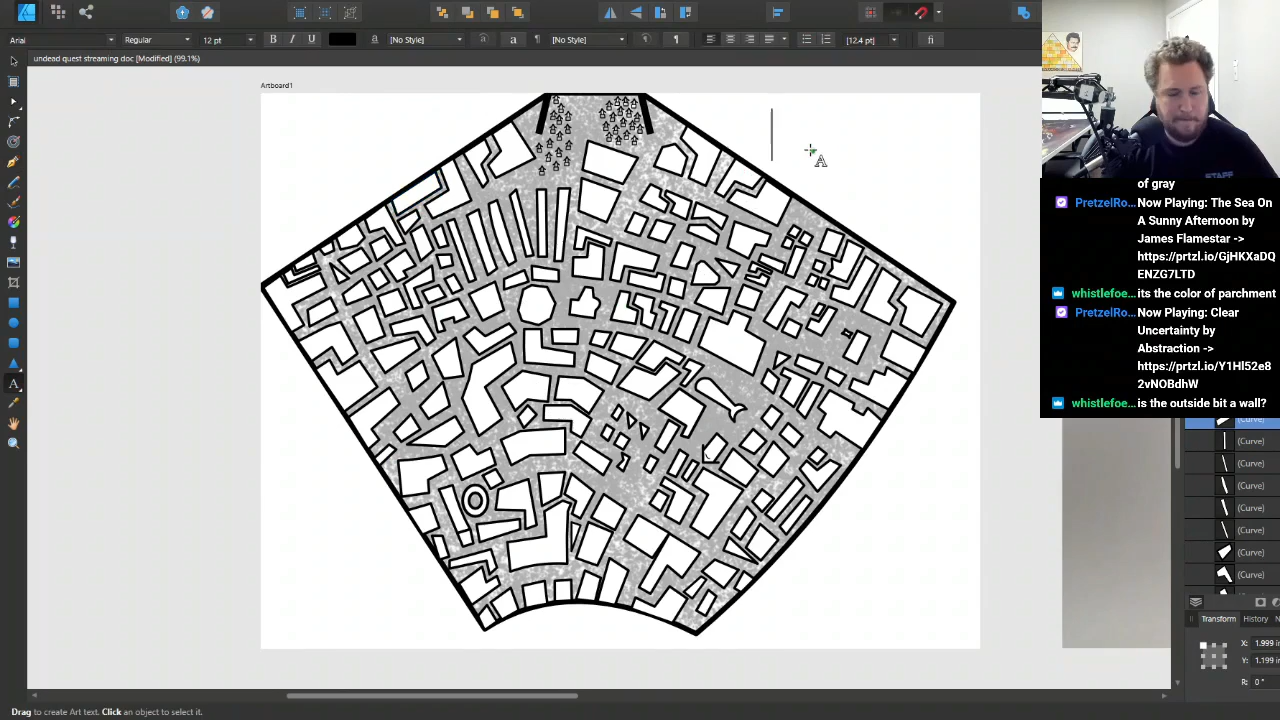 Arial
Regular
12 pt
B
I
U
a
[No Style]
a
a
¶
[No Style]
¶
¶
[12.4 pt]
fi
undead quest streaming doc [Modified] (99.1%)
Artboard1
A
A
STAFF
of gray
PretzelRo... Now Playing: The Sea On
A Sunny Afternoon by
James Flamestar ->
https://prtzl.io/GjHKXaDQ
ENZG7LTD
whistlefoe... its the color of parchment
PretzelRo... Now Playing: Clear
Uncertainty by
Abstraction ->
https://prtzl.io/Y1Hl52e8
2vNOBdhW
whistlefoe... is the outside bit a wall?
(Curve)
(Curve)
(Curve)
(Curve)
(Curve)
(Curve)
(Curve)
(Curve)
Transform
History
X:
1.999 in
Y:
1.199 in
R:
0 °
Drag to create Art text. Click an object to select it.